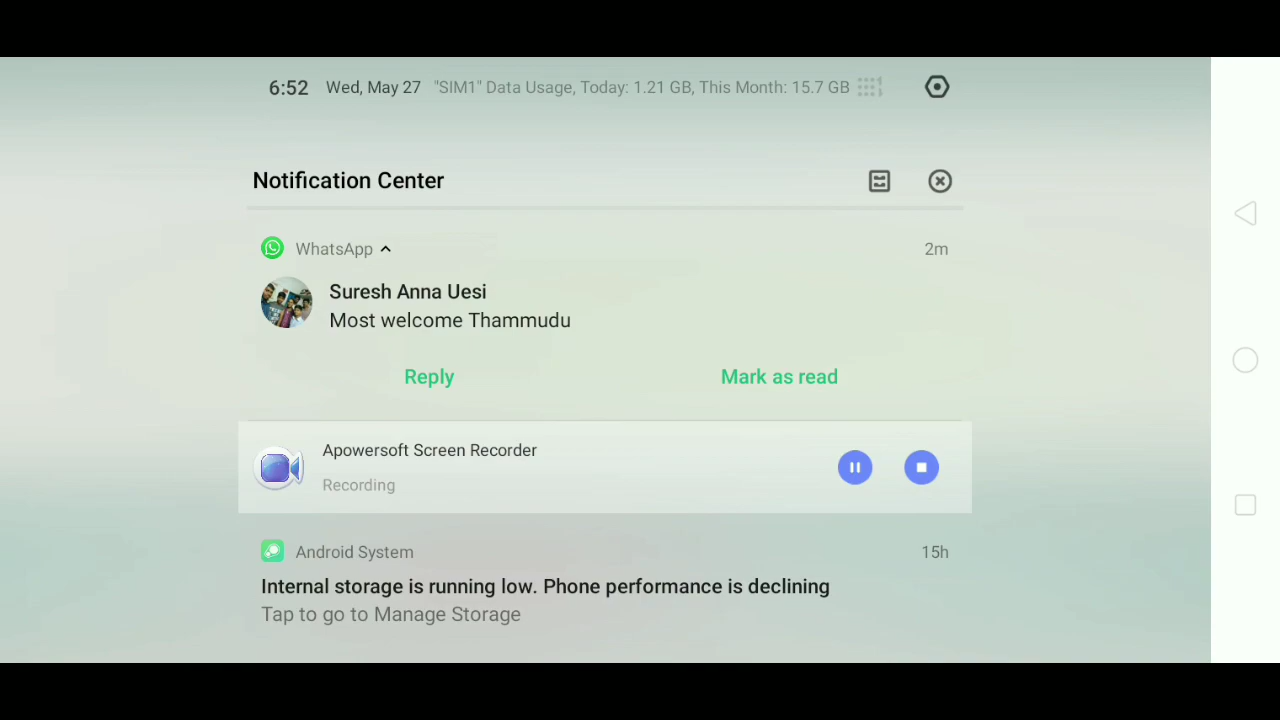 6:52 Wed, May 27 "SIM1" Data Usage, Today: 1.21 GB, This Month: 15.7 GB
Notification Center
WhatsApp 2m
Suresh Anna Uesi
Most welcome Thammudu
Reply Mark as read
Apowersoft Screen Recorder
Recording
Android System 15h
Internal storage is running low. Phone performance is declining
Tap to go to Manage Storage